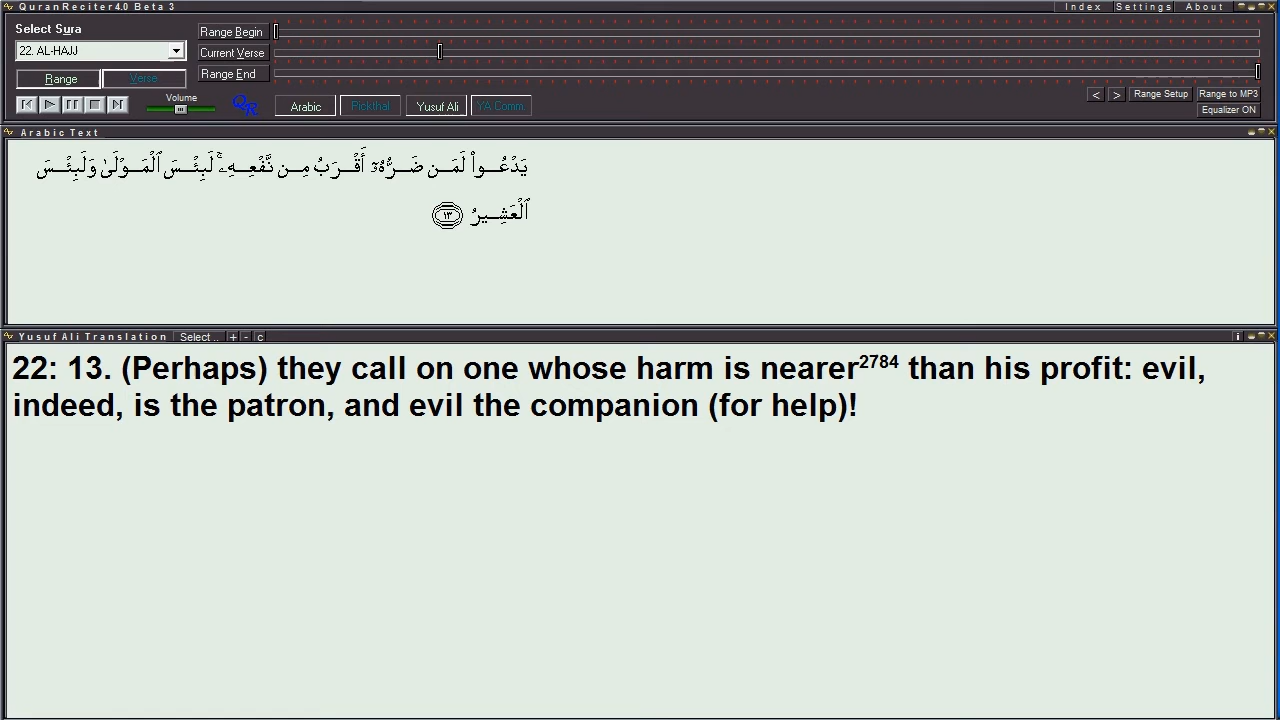 QuranReciter4.0 Beta 3
Index Settings About
Select Sura
22. AL-HAJJ
Range Begin
Current Verse
Range End
Range Verse
Volume
QR
Arabic Pickthal Yusuf Ali YA Comm.
< > Range Setup Range to MP3
Equalizer ON
Arabic Text
يَدْعُوا۟ لَمَن ضَرُّهُۥٓ أَقْرَبُ مِن نَّفْعِهِۦۚ لَبِئْسَ ٱلْمَوْلَىٰ وَلَبِئْسَ
ٱلْعَشِيرُ ١٣
Yusuf Ali Translation Select .. + - c i
22: 13. (Perhaps) they call on one whose harm is nearer2784 than his profit: evil,
indeed, is the patron, and evil the companion (for help)!